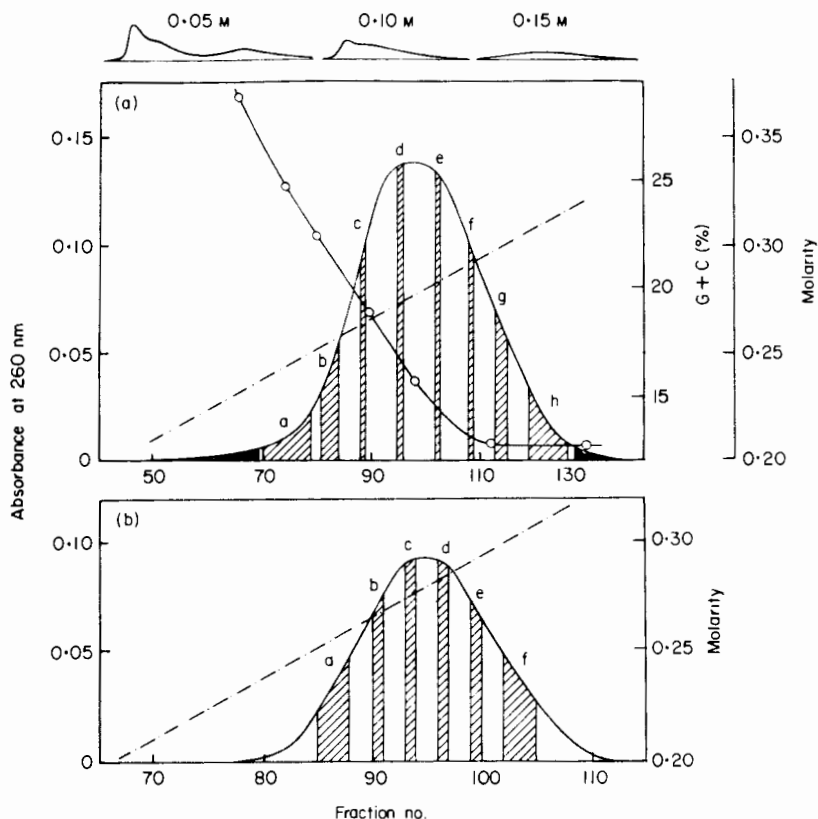 0·05 M 0·10 M 0·15 M
(a)
0·15
0·10
0·05
0
Absorbance at 260 nm
a b c d e f g h
25
20
15
G + C (%)
0·35
0·30
0·25
0·20
Molarity
50 70 90 110 130
(b)
0·10
0·05
0
a b c d e f
0·30
0·25
0·20
Molarity
70 80 90 100 110
Fraction no.